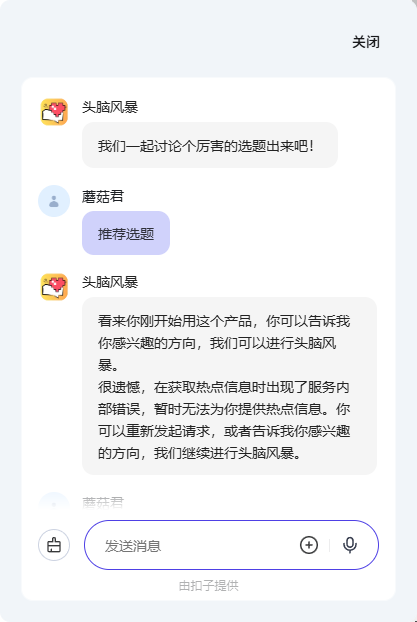 关闭
头脑风暴
我们一起讨论个厉害的选题出来吧！
蘑菇君
推荐选题
头脑风暴
看来你刚开始用这个产品，你可以告诉我
你感兴趣的方向，我们可以进行头脑风
暴。
很遗憾，在获取热点信息时出现了服务内
部错误，暂时无法为你提供热点信息。你
可以重新发起请求，或者告诉我你感兴趣
的方向，我们继续进行头脑风暴。
蘑菇君
发送消息
由扣子提供